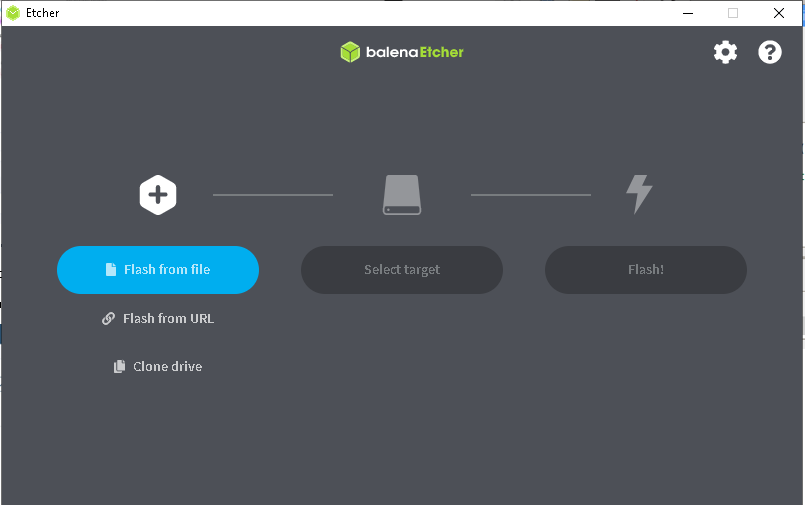 Etcher
balenaEtcher
Flash from file
Select target
Flash!
Flash from URL
Clone drive